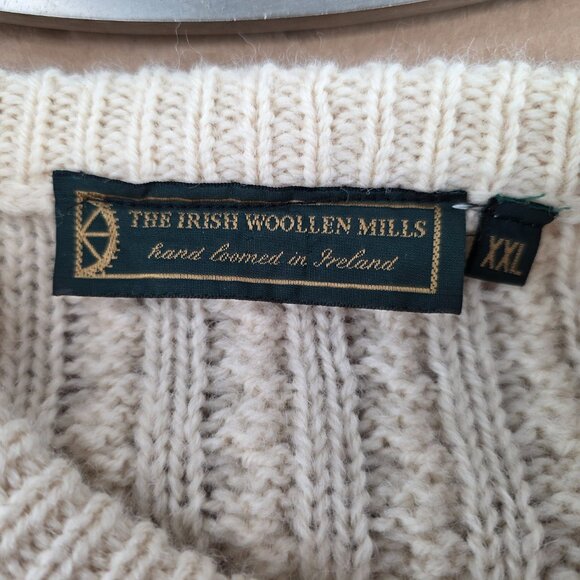 THE IRISH WOOLLEN MILLS
hand loomed in Ireland
XXL